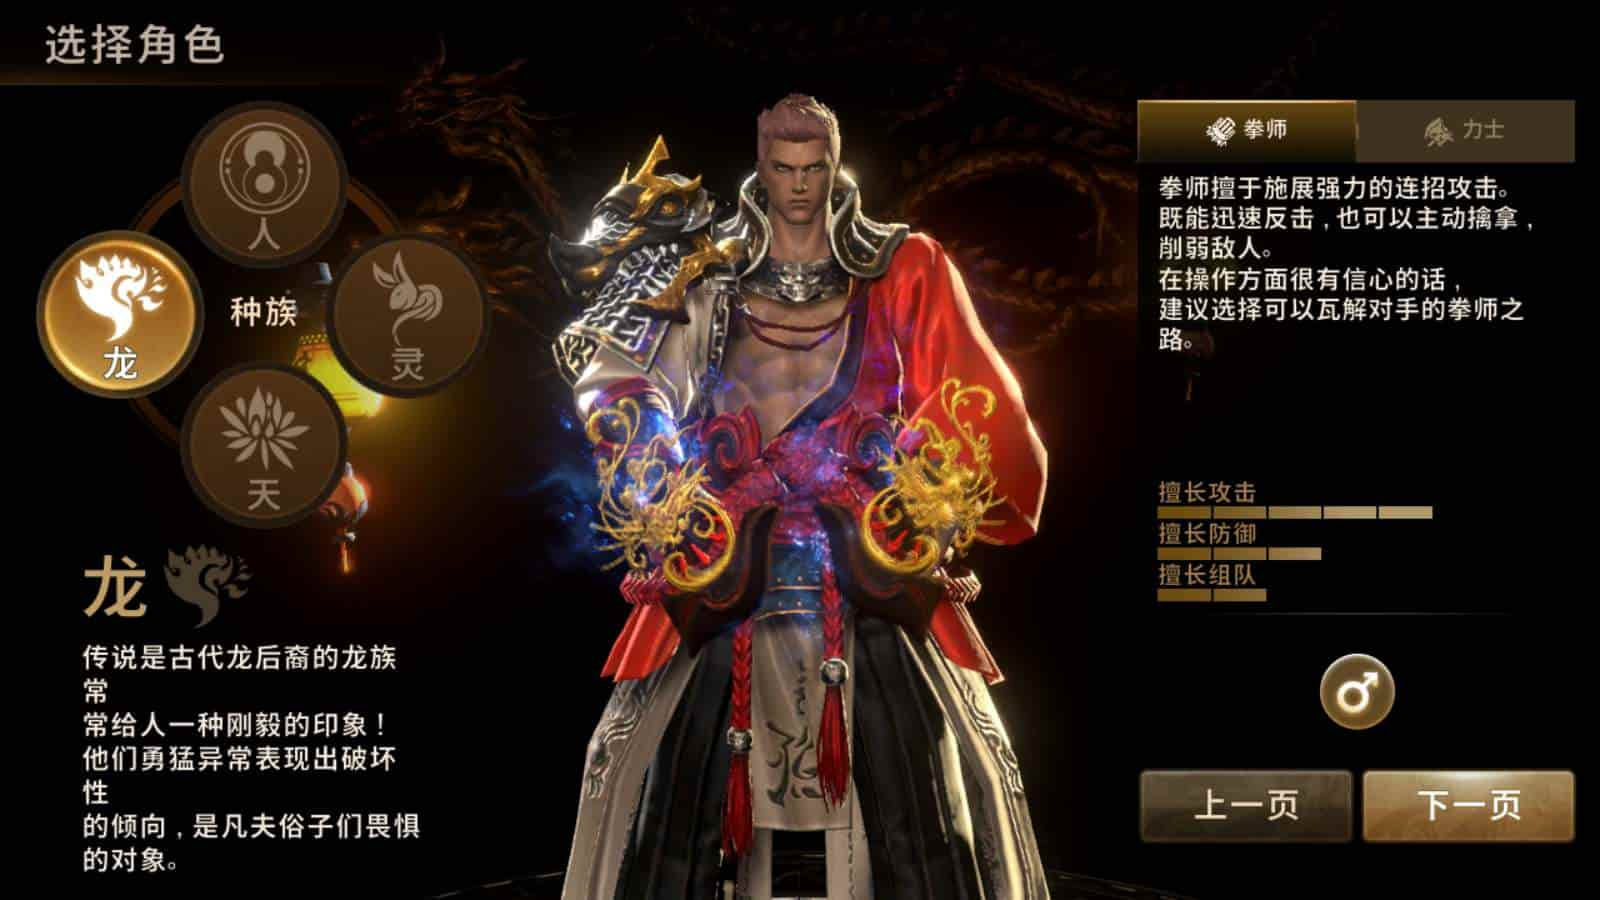 选择角色
人
龙
种族
灵
天
龙
传说是古代龙后裔的龙族
常
常给人一种刚毅的印象！
他们勇猛异常表现出破坏
性
的倾向，是凡夫俗子们畏惧
的对象。
拳师
力士
拳师擅于施展强力的连招攻击。
既能迅速反击，也可以主动擒拿，
削弱敌人。
在操作方面很有信心的话，
建议选择可以瓦解对手的拳师之
路。
擅长攻击
擅长防御
擅长组队
上一页
下一页